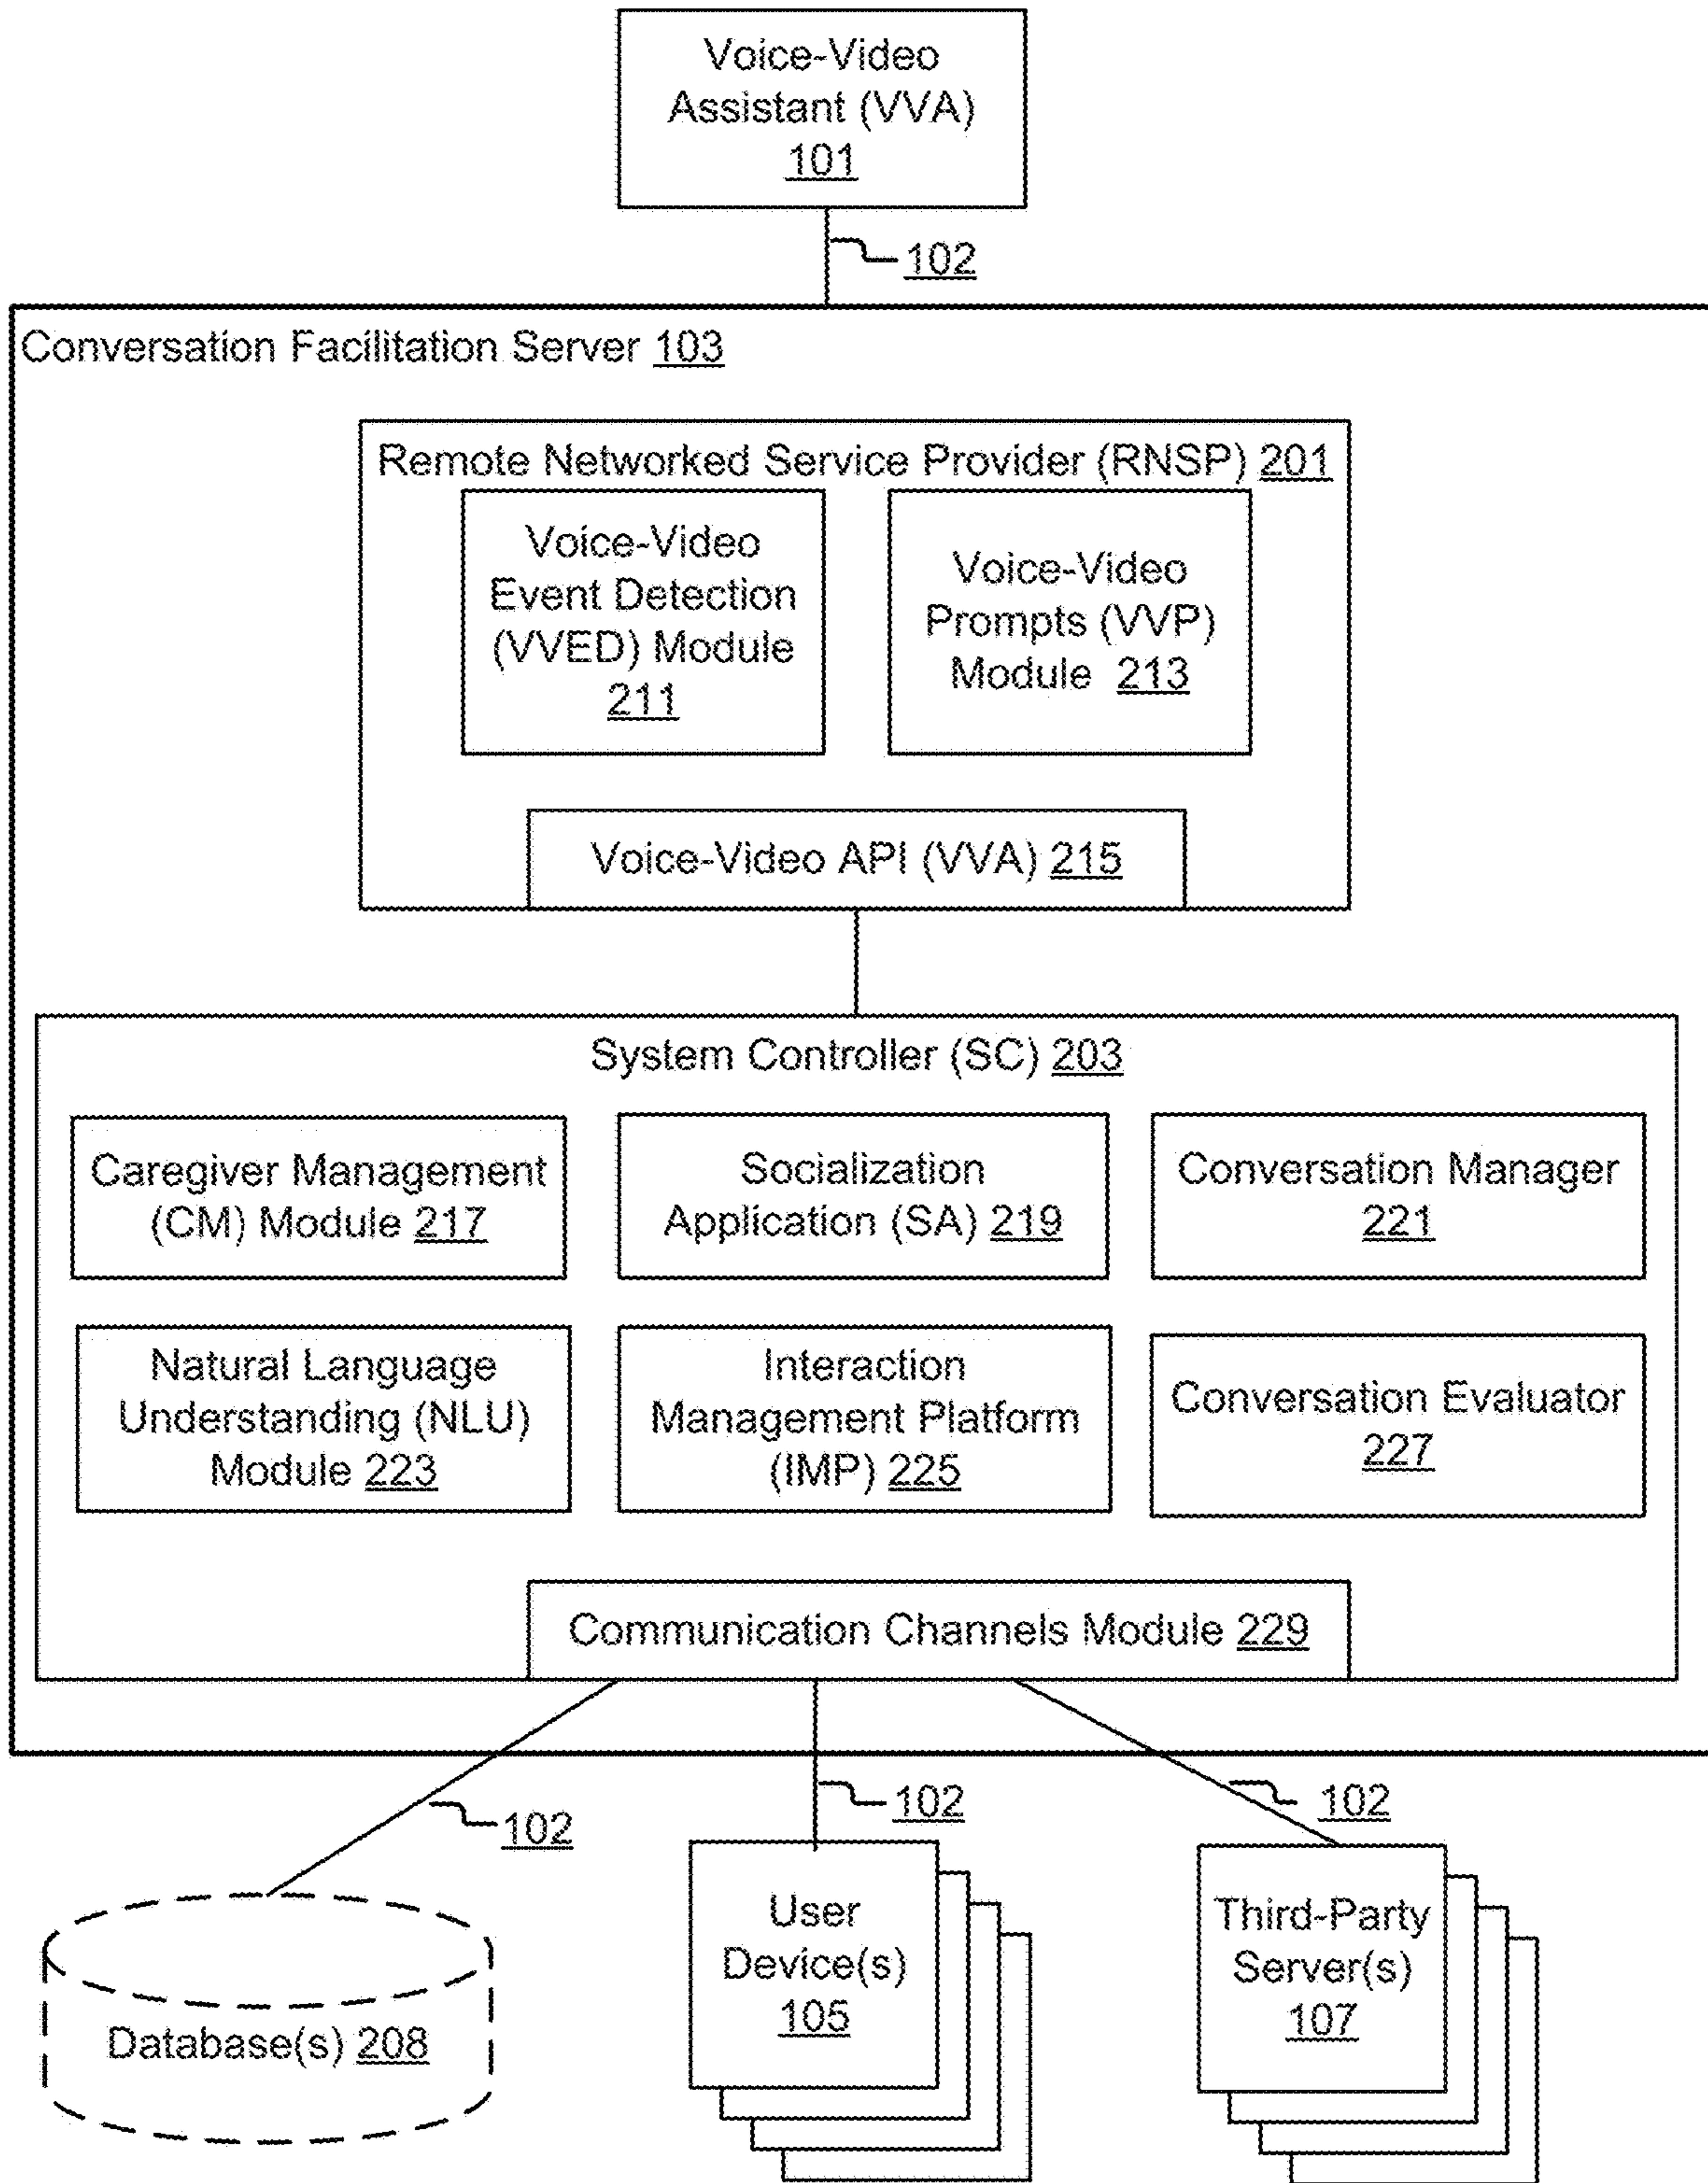 Voice-Video
Assistant (VVA)
101
102
Conversation Facilitation Server 103
Remote Networked Service Provider (RNSP) 201
Voice-Video
Event Detection
(VVED) Module
211
Voice-Video
Prompts (VVP)
Module 213
Voice-Video API (VVA) 215
System Controller (SC) 203
Caregiver Management
(CM) Module 217
Socialization
Application (SA) 219
Conversation Manager
221
Natural Language
Understanding (NLU)
Module 223
Interaction
Management Platform
(IMP) 225
Conversation Evaluator
227
Communication Channels Module 229
102
102
102
Database(s) 208
User
Device(s)
105
Third-Party
Server(s)
107